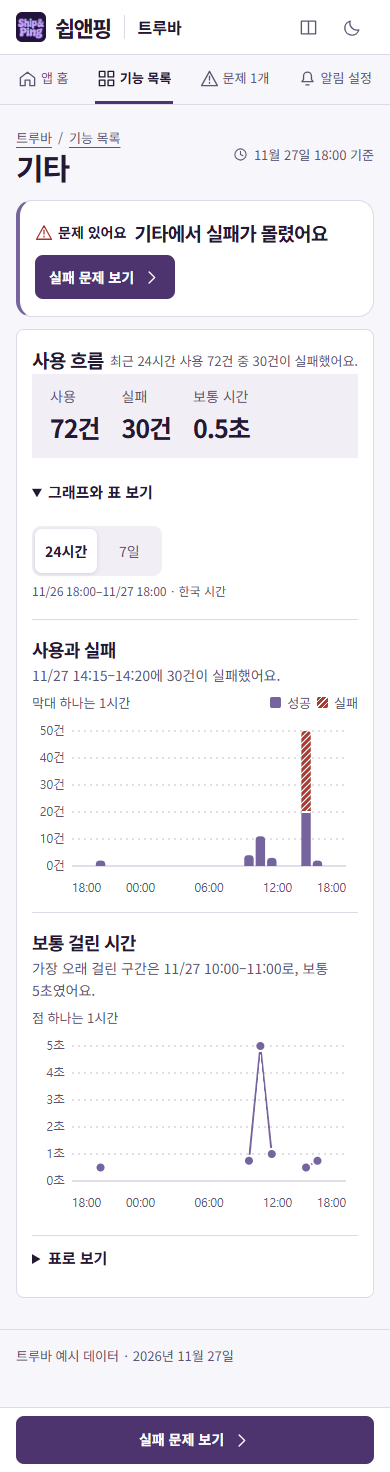 Ship& Ping 쉽앤핑 트루바
앱 홈 기능 목록 문제 1개 알림 설정
트루바 / 기능 목록
기타
11월 27일 18:00 기준
문제 있어요 기타에서 실패가 몰렸어요
실패 문제 보기
사용 흐름 최근 24시간 사용 72건 중 30건이 실패했어요.
사용 실패 보통 시간
72건 30건 0.5초
▼ 그래프와 표 보기
24시간 7일
11/26 18:00–11/27 18:00 · 한국 시간
사용과 실패
11/27 14:15–14:20에 30건이 실패했어요.
막대 하나는 1시간 성공 실패
50건
40건
30건
20건
10건
0건
18:00 00:00 06:00 12:00 18:00
보통 걸린 시간
가장 오래 걸린 구간은 11/27 10:00–11:00로, 보통
5초였어요.
점 하나는 1시간
5초
4초
3초
2초
1초
0초
18:00 00:00 06:00 12:00 18:00
▶ 표로 보기
트루바 예시 데이터 · 2026년 11월 27일
실패 문제 보기